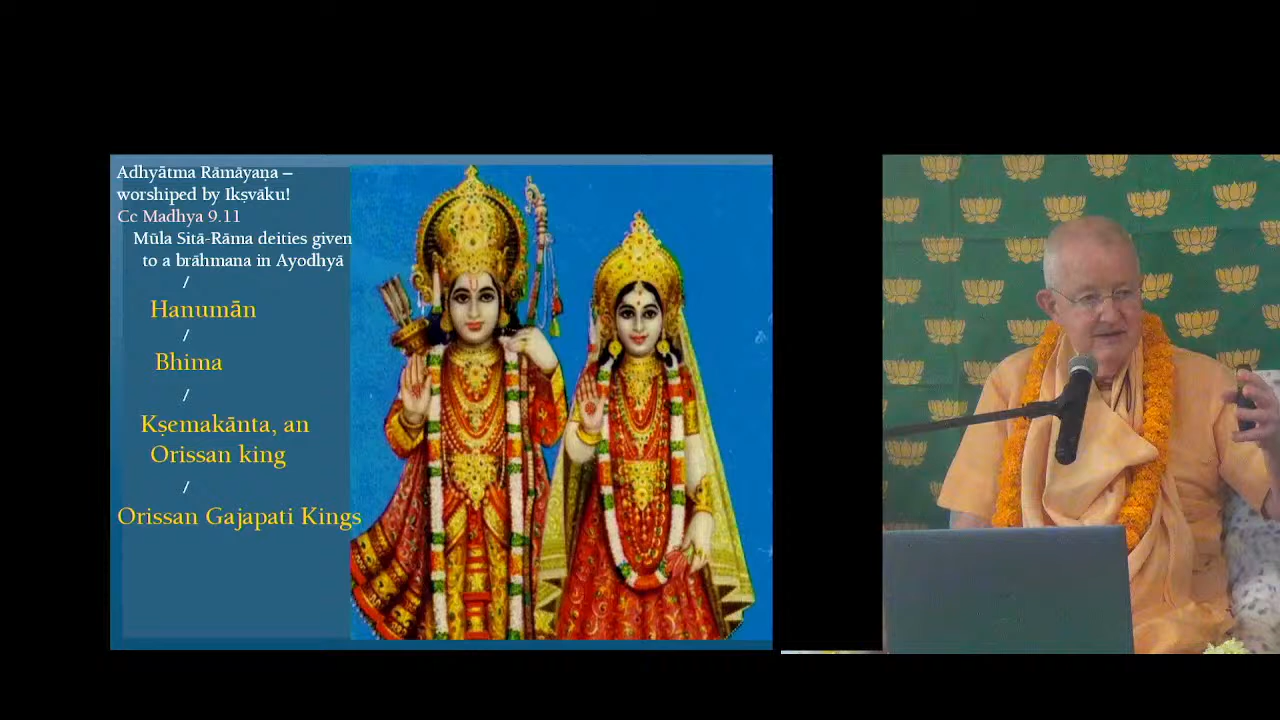 Adhyātma Rāmāyaṇa –
worshiped by Ikṣvāku!
Cc Madhya 9.11
Mūla Sitā-Rāma deities given
to a brāhmana in Ayodhyā
/
Hanumān
/
Bhima
/
Kṣemakānta, an
Orissan king
/
Orissan Gajapati Kings